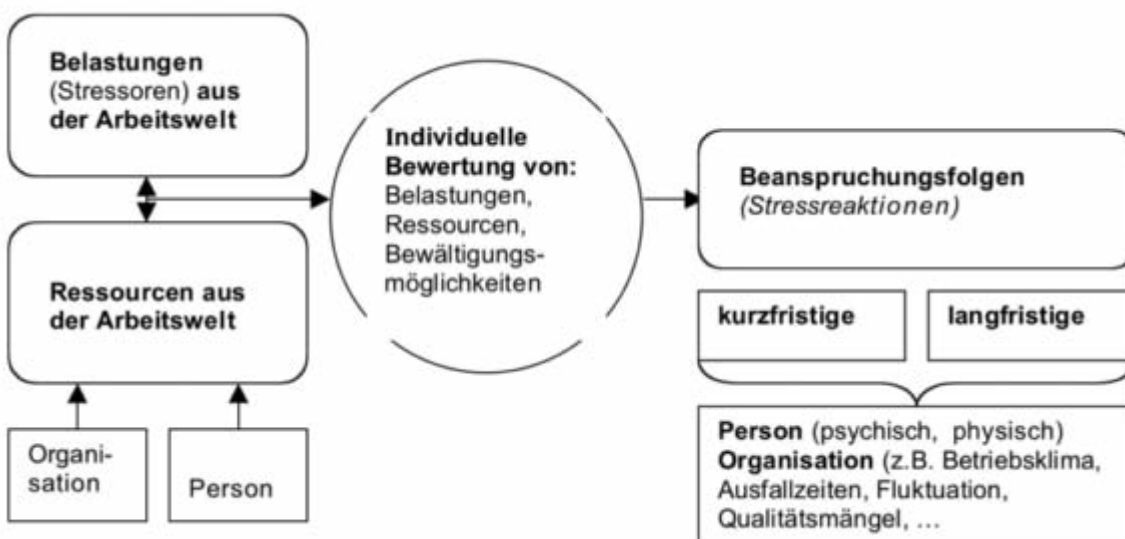 Belastungen
(Stressoren) aus
der Arbeitswelt
Ressourcen aus
der Arbeitswelt
Organi-
sation
Person
Individuelle
Bewertung von:
Belastungen,
Ressourcen,
Bewältigungs-
möglichkeiten
Beanspruchungsfolgen
(Stressreaktionen)
kurzfristige
langfristige
Person (psychisch, physisch)
Organisation (z.B. Betriebsklima,
Ausfallzeiten, Fluktuation,
Qualitätsmängel, …